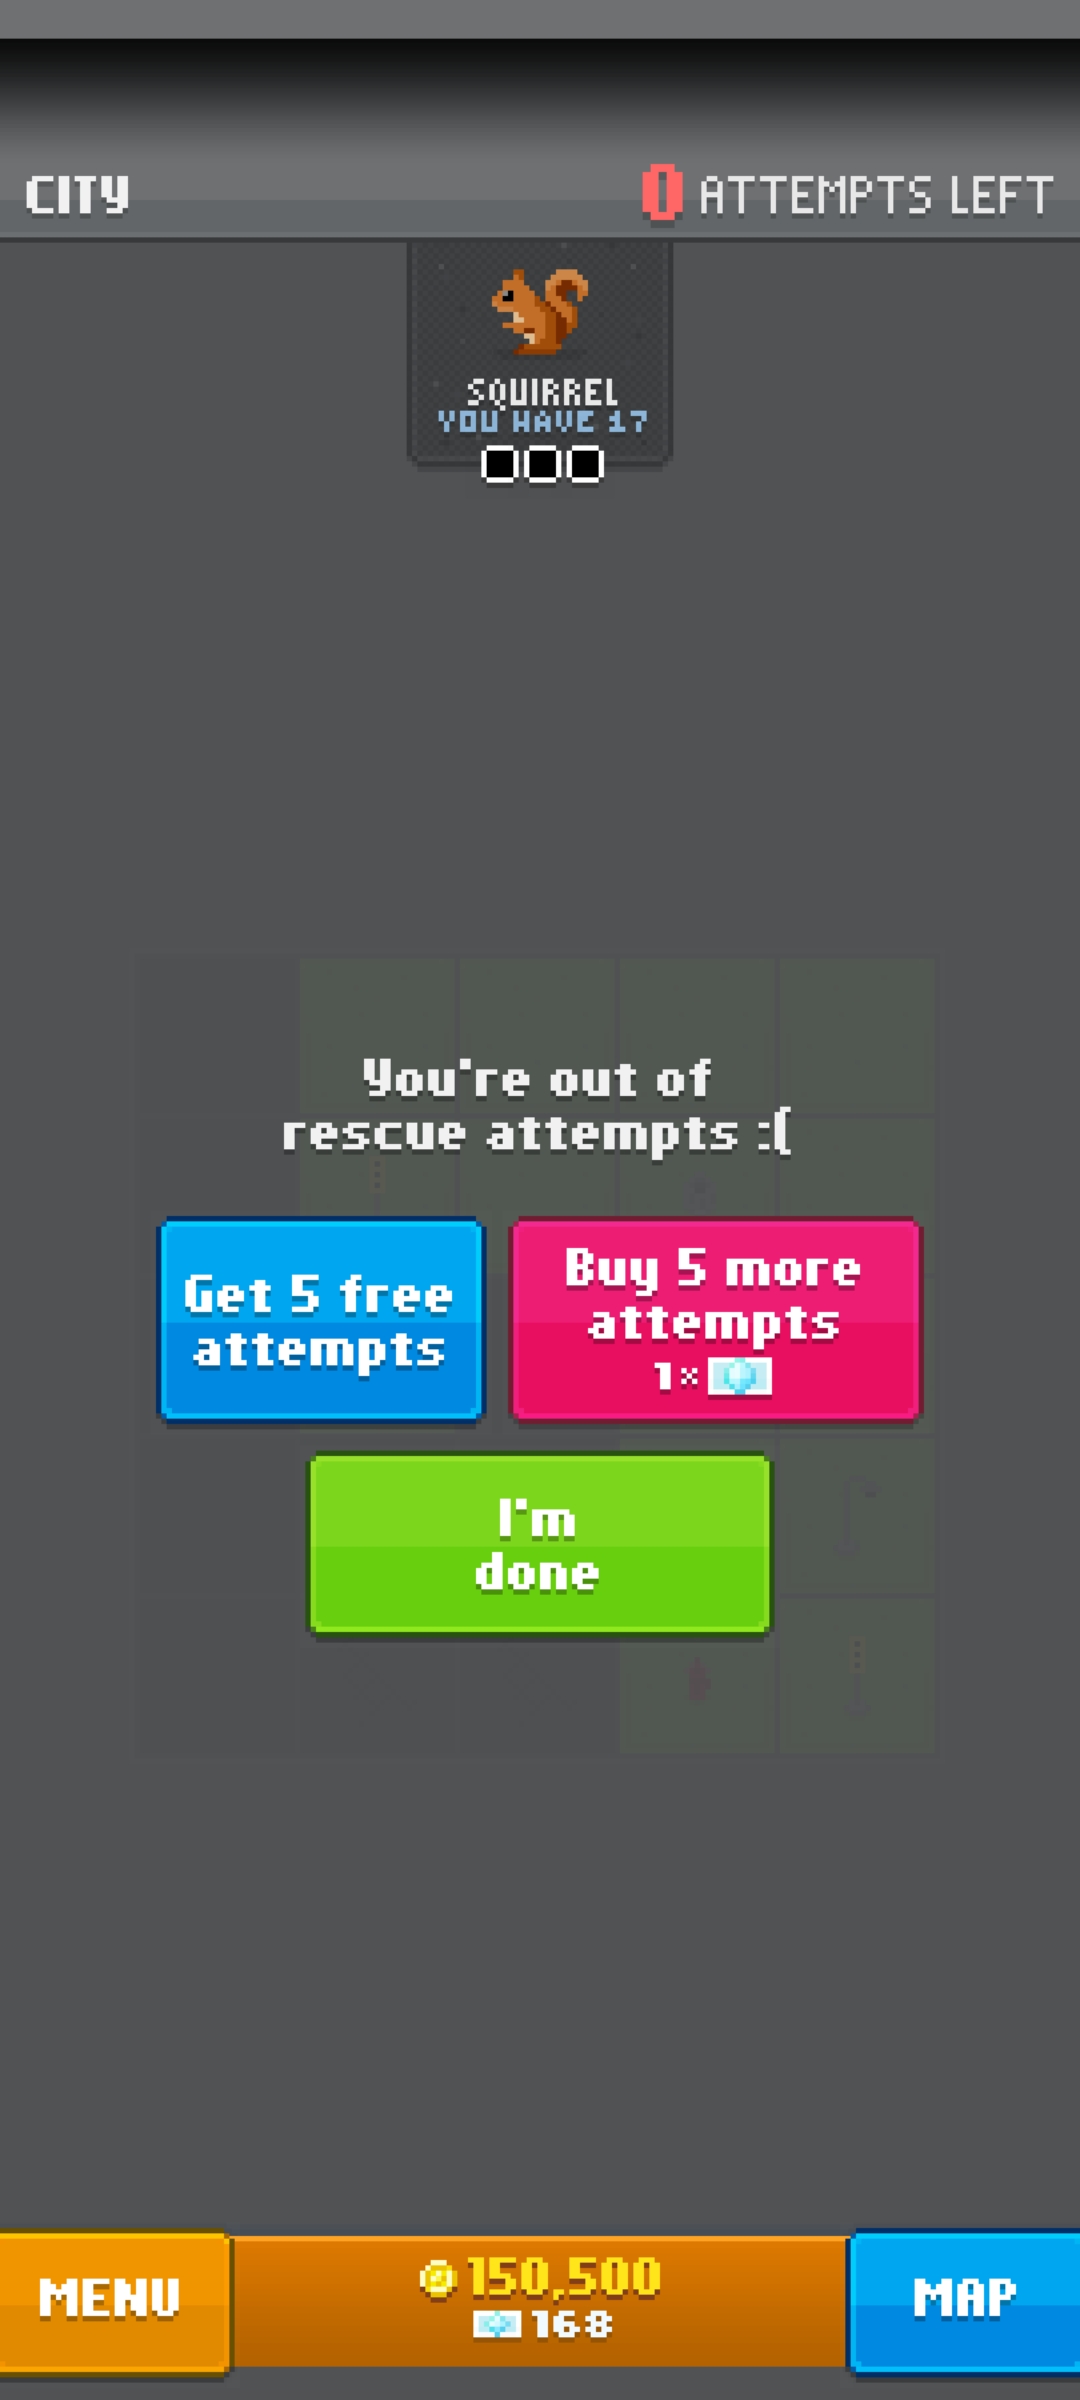 CITY
0 ATTEMPTS LEFT
SQUIRREL
YOU HAVE 17
You're out of
rescue attempts :(
Get 5 free
attempts
Buy 5 more
attempts
1×
I'm
done
MENU
150,500
168
MAP